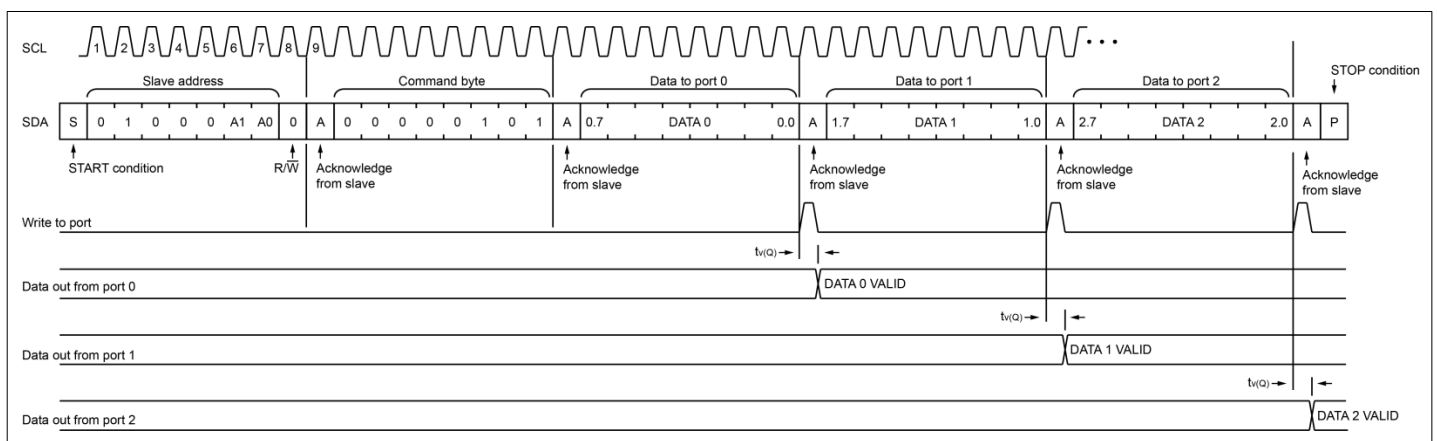 SCL 1 2 3 4 5 6 7 8 9 • • •
Slave address Command byte Data to port 0 Data to port 1 Data to port 2 STOP condition
SDA S 0 1 0 0 0 A1 A0 0 A 0 0 0 0 0 1 0 1 A 0.7 DATA 0 0.0 A 1.7 DATA 1 1.0 A 2.7 DATA 2 2.0 A P
START condition R/W̅ Acknowledge Acknowledge Acknowledge Acknowledge Acknowledge
from slave from slave from slave from slave from slave
Write to port
tv(Q)
Data out from port 0 DATA 0 VALID
tv(Q)
Data out from port 1 DATA 1 VALID
tv(Q)
Data out from port 2 DATA 2 VALID